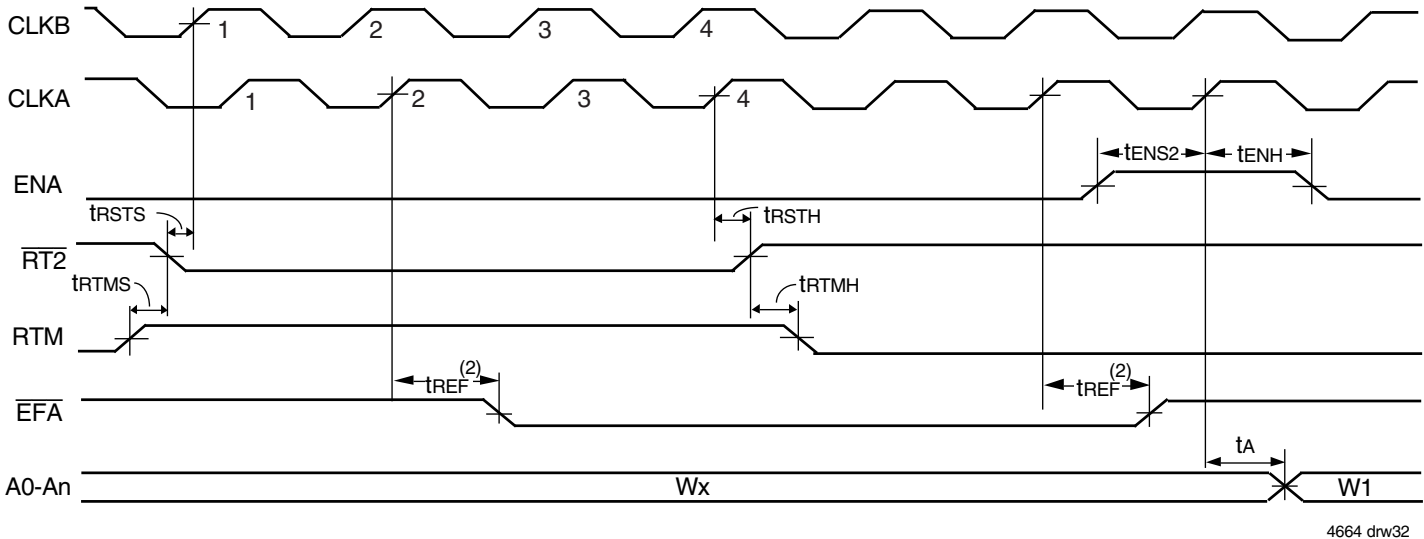 CLKB 1 2 3 4
CLKA 1 2 3 4
tENS2 tENH
ENA
tRSTS tRSTH
RT2
tRTMS tRTMH
RTM
tREF(2) tREF(2)
EFA
tA
A0-An Wx W1
4664 drw32